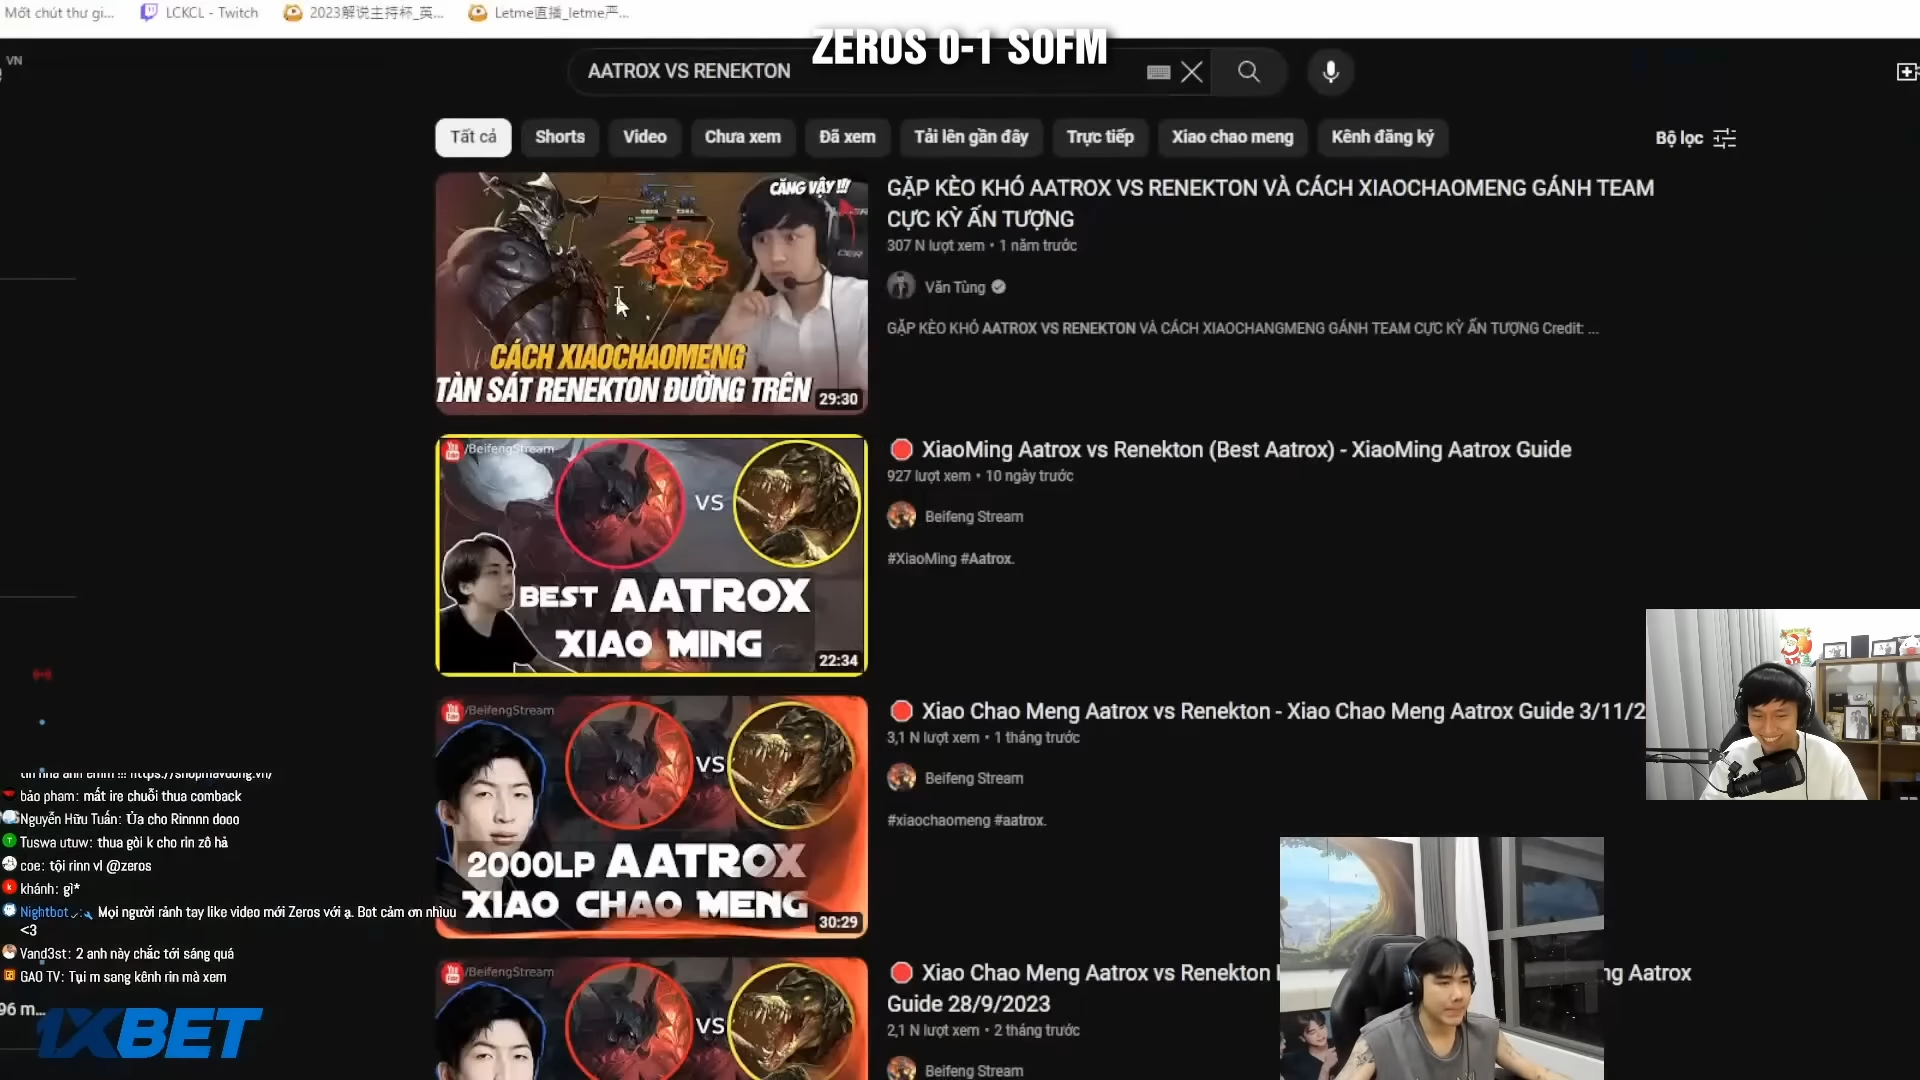 Mốt chút thư gi...
LCKCL - Twitch
2023解说主持杯_英...
Letme直播_letme严...
VN
ZEROS 0-1 SOFM
AATROX VS RENEKTON
Tất cả
Shorts
Video
Chưa xem
Đã xem
Tải lên gần đây
Trực tiếp
Xiao chao meng
Kênh đăng ký
Bộ lọc
CĂNG VẬY !!!
CÁCH XIAOCHAOMENG
TÀN SÁT RENEKTON ĐƯỜNG TRÊN
29:30
GẶP KÈO KHÓ AATROX VS RENEKTON VÀ CÁCH XIAOCHAOMENG GÁNH TEAM
CỰC KỲ ẤN TƯỢNG
307 N lượt xem • 1 năm trước
Văn Tùng
GẶP KÈO KHÓ AATROX VS RENEKTON VÀ CÁCH XIAOCHANGMENG GÁNH TEAM CỰC KỲ ẤN TƯỢNG Credit: ...
/BeifengStream
VS
BEST AATROX
XIAO MING
22:34
XiaoMing Aatrox vs Renekton (Best Aatrox) - XiaoMing Aatrox Guide
927 lượt xem • 10 ngày trước
Beifeng Stream
#XiaoMing #Aatrox.
/BeifengStream
VS
2000LP AATROX
XIAO CHAO MENG
30:29
Xiao Chao Meng Aatrox vs Renekton - Xiao Chao Meng Aatrox Guide 3/11/2
3,1 N lượt xem • 1 tháng trước
Beifeng Stream
#xiaochaomeng #aatrox.
/BeifengStream
VS
Xiao Chao Meng Aatrox vs Renekton
ng Aatrox
Guide 28/9/2023
2,1 N lượt xem • 2 tháng trước
Beifeng Stream
https://shopmavuong.vn/
bảo pham: mất ire chuỗi thua comback
Nguyễn Hữu Tuấn: Ủa cho Rinnnn dooo
Tuswa utuw: thua gòi k cho rin zô hả
coe: tội rinn vl @zeros
khánh: gì*
Nightbot: Mọi người rảnh tay like video mới Zeros với ạ. Bot cảm ơn nhìuu
<3
Vand3st: 2 anh này chắc tới sáng quá
GAO TV: Tụi m sang kênh rin mà xem
96 m...
1XBET